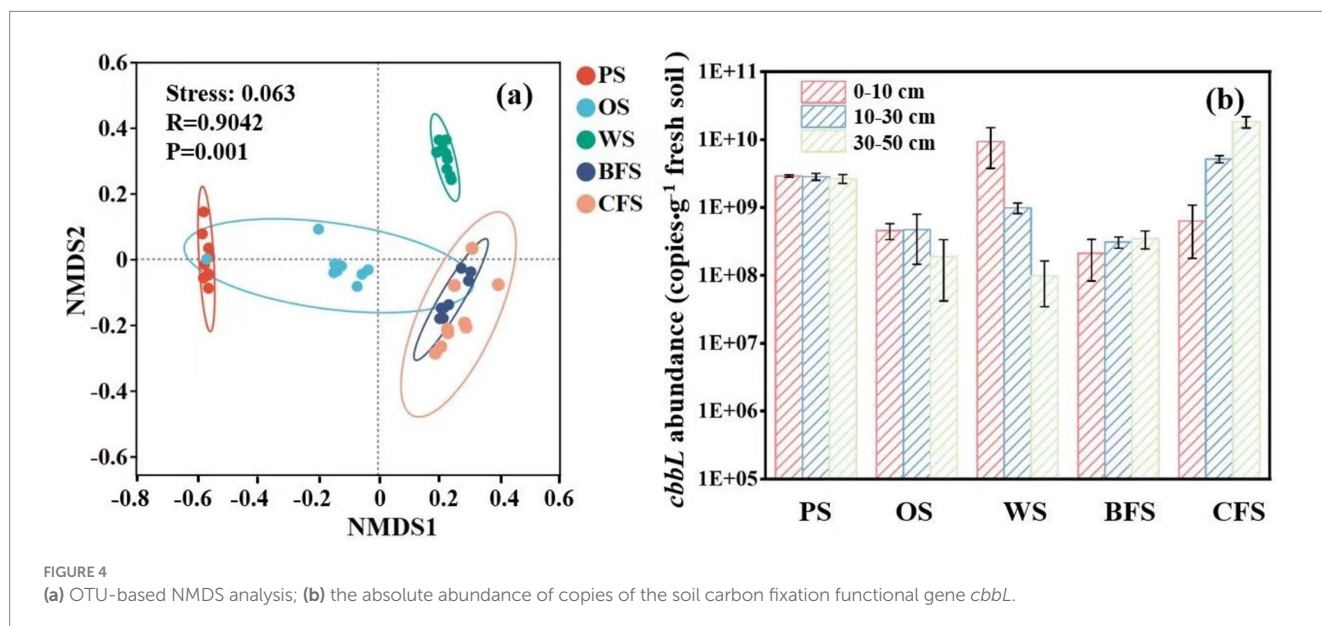 0.6
0.4
0.2
0
-0.2
-0.4
-0.6
NMDS2
Stress: 0.063
R=0.9042
P=0.001
(a)
-0.8
-0.6
-0.4
-0.2
0
0.2
0.4
0.6
NMDS1
PS
OS
WS
BFS
CFS
cbbL abundance (copies·g⁻¹ fresh soil )
1E+11
1E+10
1E+09
1E+08
1E+07
1E+06
1E+05
0-10 cm
10-30 cm
30-50 cm
(b)
PS
OS
WS
BFS
CFS
FIGURE 4
(a) OTU-based NMDS analysis; (b) the absolute abundance of copies of the soil carbon fixation functional gene cbbL.